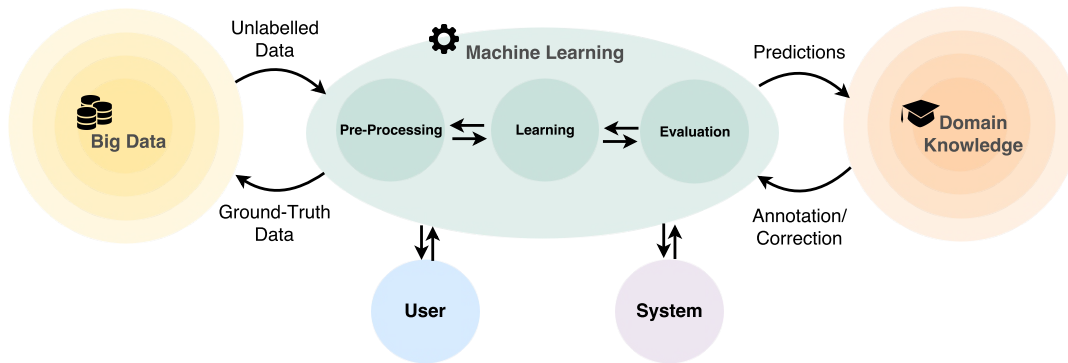 Unlabelled
Data
Machine Learning
Predictions
Big Data
Pre-Processing
Learning
Evaluation
Domain
Knowledge
Ground-Truth
Data
Annotation/
Correction
User
System